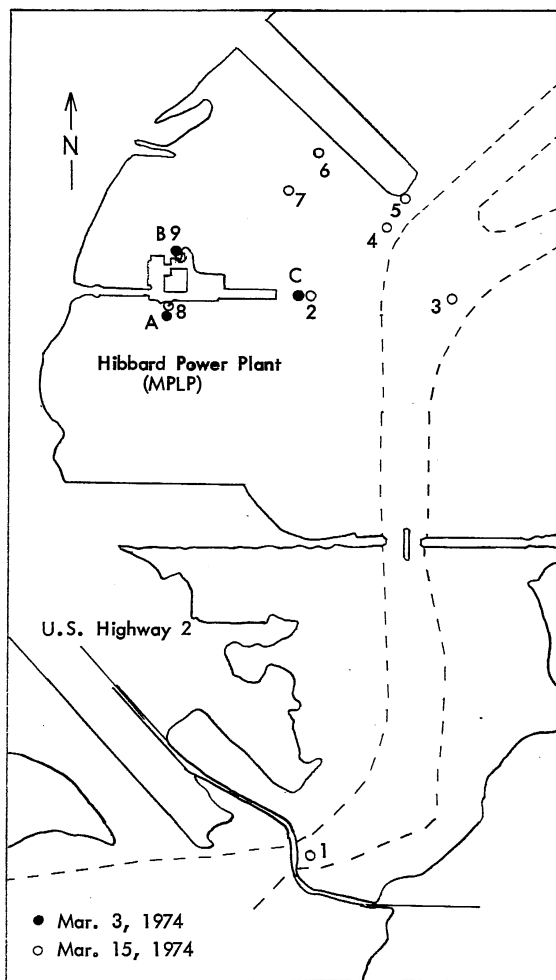 N
6
7
5
4
B 9
C
2
3
8
A
Hibbard Power Plant
(MPLP)
U.S. Highway 2
1
● Mar. 3, 1974
○ Mar. 15, 1974